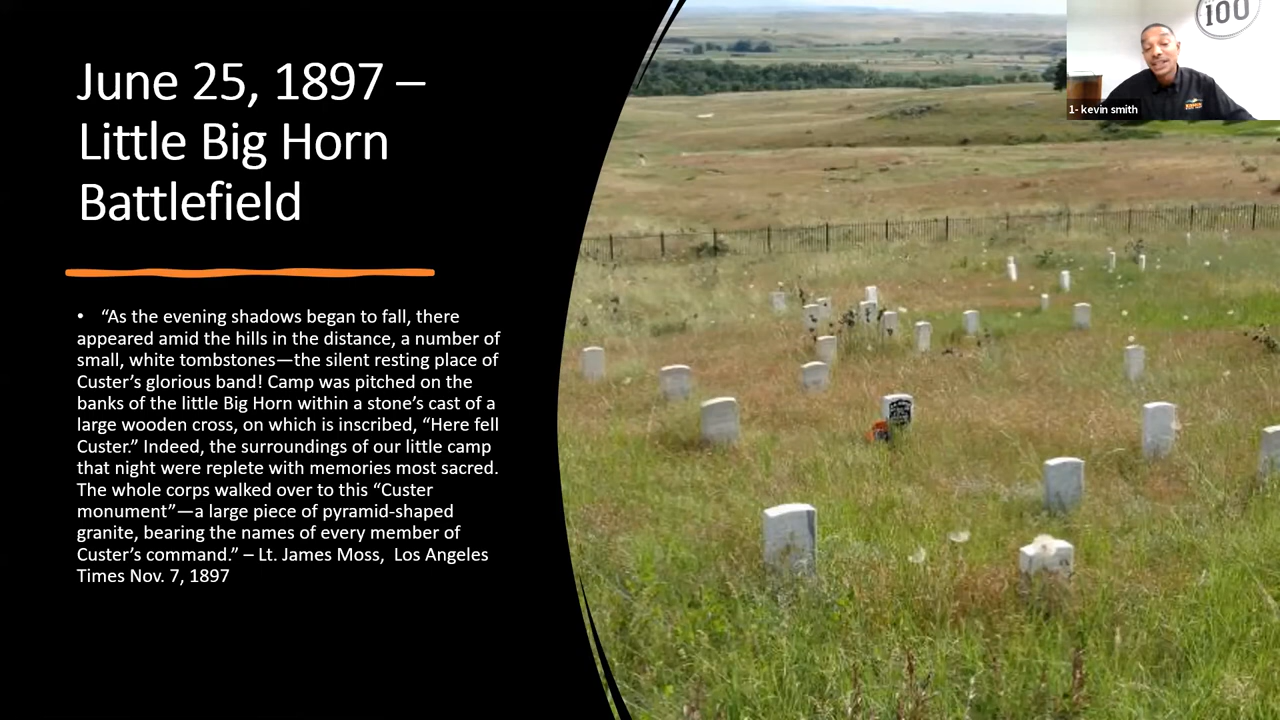 June 25, 1897 –
Little Big Horn
Battlefield
• “As the evening shadows began to fall, there
appeared amid the hills in the distance, a number of
small, white tombstones—the silent resting place of
Custer’s glorious band! Camp was pitched on the
banks of the little Big Horn within a stone’s cast of a
large wooden cross, on which is inscribed, “Here fell
Custer.” Indeed, the surroundings of our little camp
that night were replete with memories most sacred.
The whole corps walked over to this “Custer
monument”—a large piece of pyramid-shaped
granite, bearing the names of every member of
Custer’s command.” – Lt. James Moss,  Los Angeles
Times Nov. 7, 1897
100
1- kevin smith